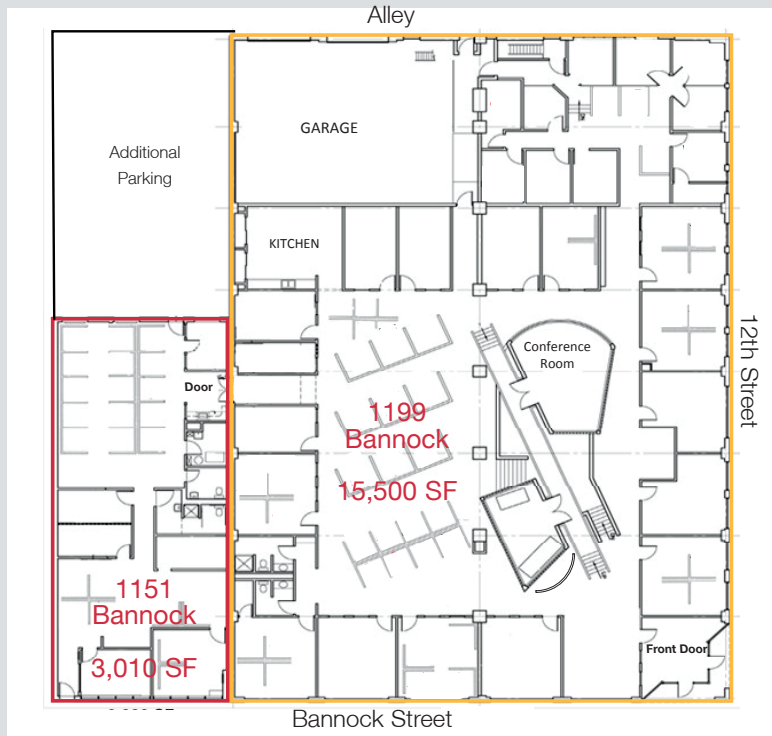 Alley
Additional
Parking
GARAGE
KITCHEN
Conference
Room
12th Street
Door
1199
Bannock
15,500 SF
1151
Bannock
3,010 SF
Front Door
Bannock Street